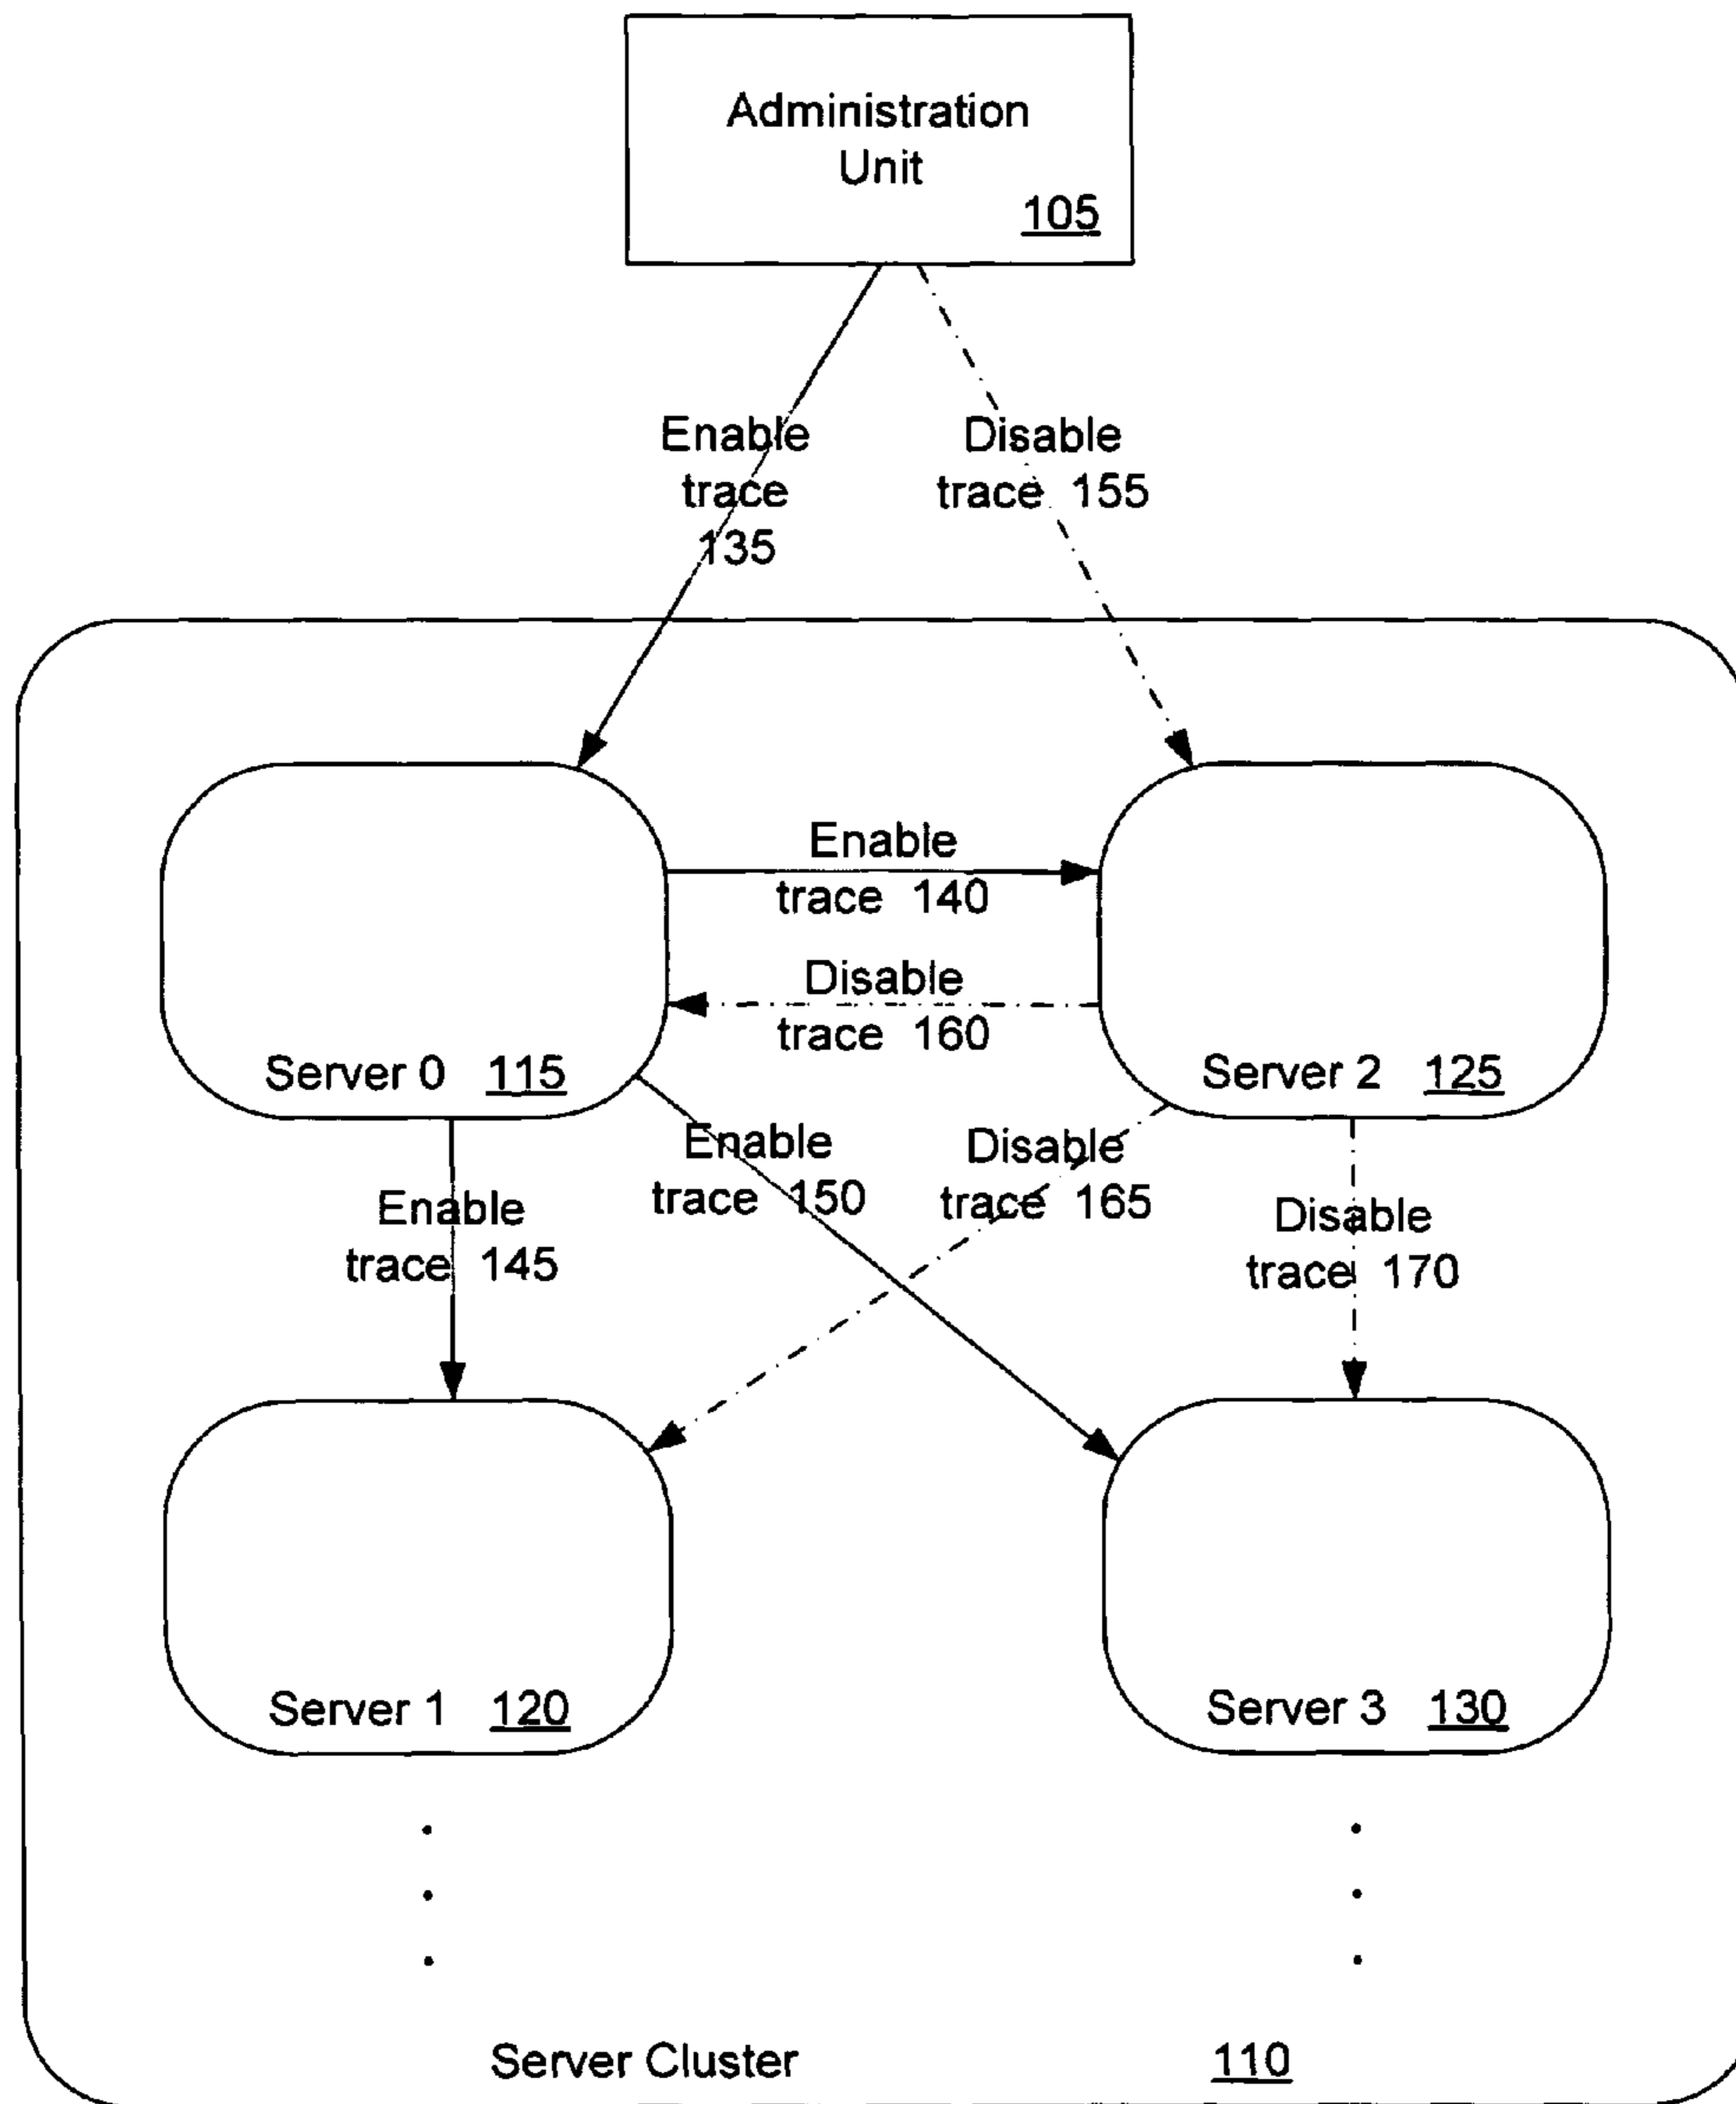 Administration
Unit
105
Enable
trace
135
Disable
trace 155
Enable
trace 140
Disable
trace 160
Server 0 115
Server 2 125
Enable
trace 145
Enable
trace 150
Disable
trace 165
Disable
trace 170
Server 1 120
Server 3 130
Server Cluster 110